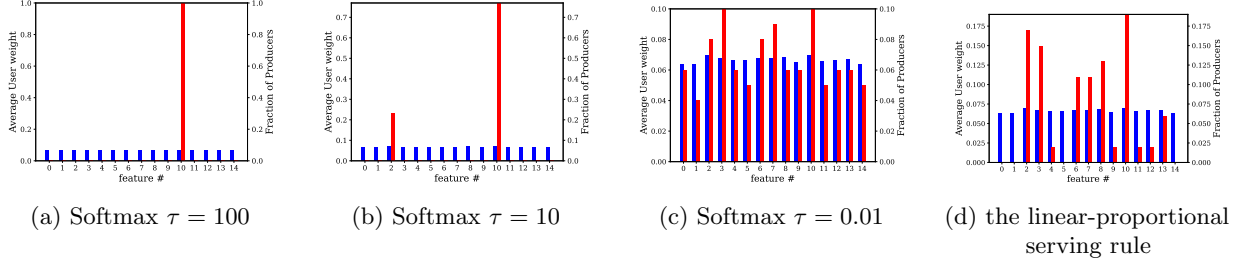 1.0
0.8
0.6
0.4
0.2
0.0
Average User weight
0 1 2 3 4 5 6 7 8 9 10 11 12 13 14
feature #
1.0
0.8
0.6
0.4
0.2
0.0
Fraction of Producers
(a) Softmax τ = 100
0.7
0.6
0.5
0.4
0.3
0.2
0.1
0.0
Average User weight
0 1 2 3 4 5 6 7 8 9 10 11 12 13 14
feature #
0.7
0.6
0.5
0.4
0.3
0.2
0.1
0.0
Fraction of Producers
(b) Softmax τ = 10
0.10
0.08
0.06
0.04
0.02
0.00
Average User weight
0 1 2 3 4 5 6 7 8 9 10 11 12 13 14
feature #
0.10
0.08
0.06
0.04
0.02
0.00
Fraction of Producers
(c) Softmax τ = 0.01
0.175
0.150
0.125
0.100
0.075
0.050
0.025
0.000
Average User weight
0 1 2 3 4 5 6 7 8 9 10 11 12 13 14
feature #
0.175
0.150
0.125
0.100
0.075
0.050
0.025
0.000
Fraction of Producers
(d) the linear-proportional
serving rule